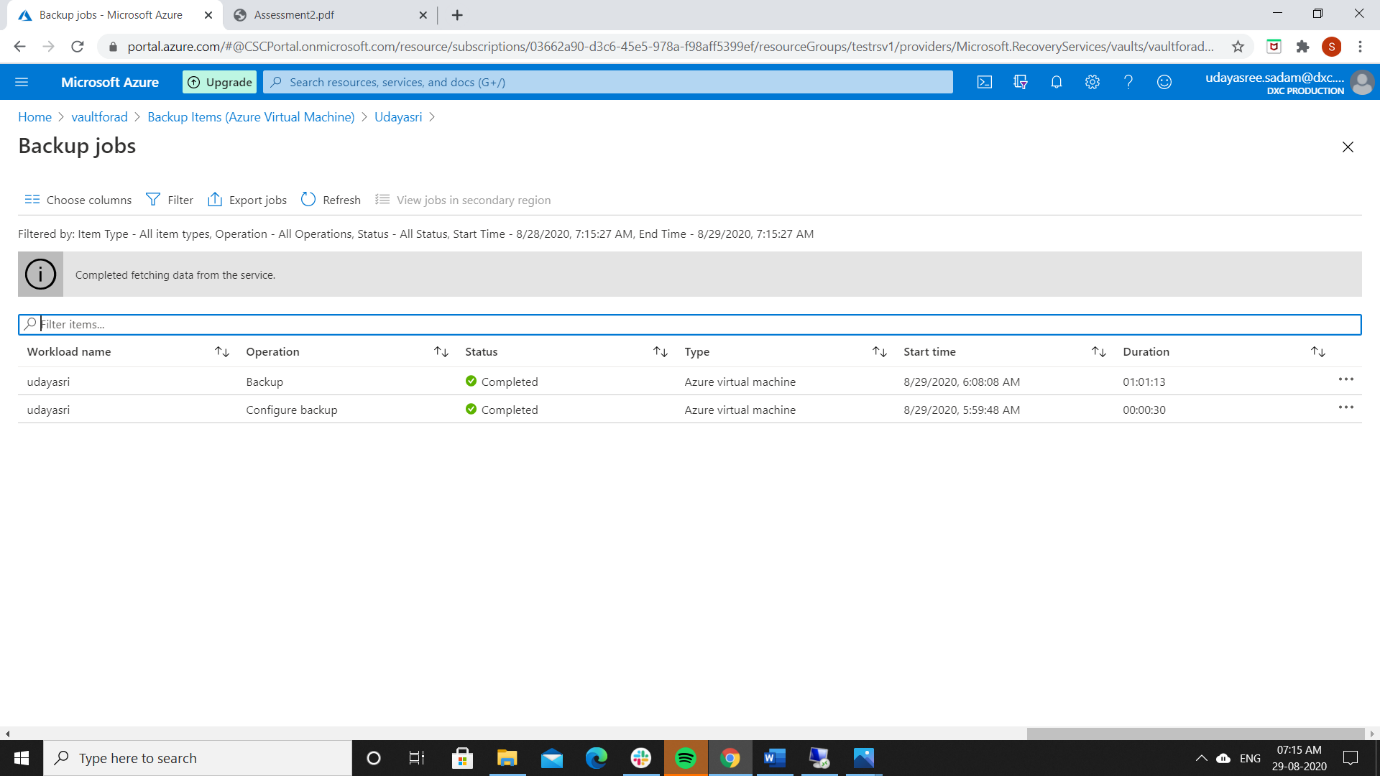 Backup jobs - Microsoft Azure
Assessment2.pdf
portal.azure.com/#@CSCPortal.onmicrosoft.com/resource/subscriptions/03662a90-d3c6-45e5-978a-f98aff5399ef/resourceGroups/testrsv1/providers/Microsoft.RecoveryServices/vaults/vaultforad...
S
Microsoft Azure
Upgrade
Search resources, services, and docs (G+/)
udayasree.sadam@dxc....
DXC PRODUCTION
Home > vaultforad > Backup Items (Azure Virtual Machine) > Udayasri >
Backup jobs
Choose columns Filter Export jobs Refresh View jobs in secondary region
Filtered by: Item Type - All item types, Operation - All Operations, Status - All Status, Start Time - 8/28/2020, 7:15:27 AM, End Time - 8/29/2020, 7:15:27 AM
Completed fetching data from the service.
Filter items...
Workload name Operation Status Type Start time Duration
udayasri Backup Completed Azure virtual machine 8/29/2020, 6:08:08 AM 01:01:13
udayasri Configure backup Completed Azure virtual machine 8/29/2020, 5:59:48 AM 00:00:30
Type here to search
ENG
07:15 AM
29-08-2020